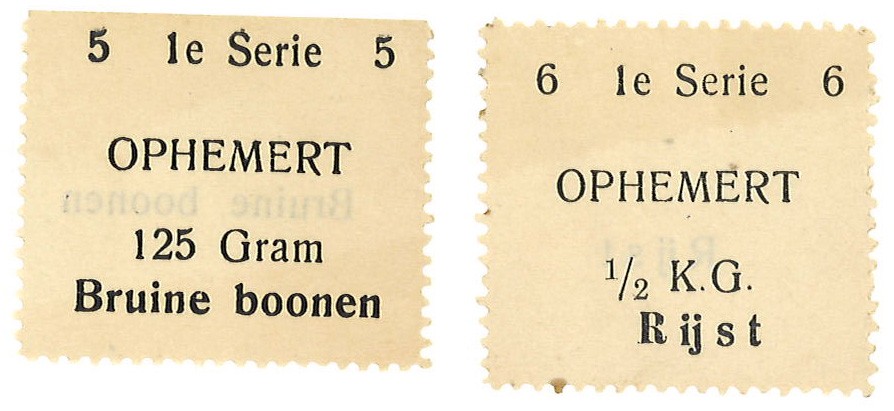 5 1e Serie 5
OPHEMERT
125 Gram
Bruine boonen
6 1e Serie 6
OPHEMERT
1/2 K.G.
Rijst